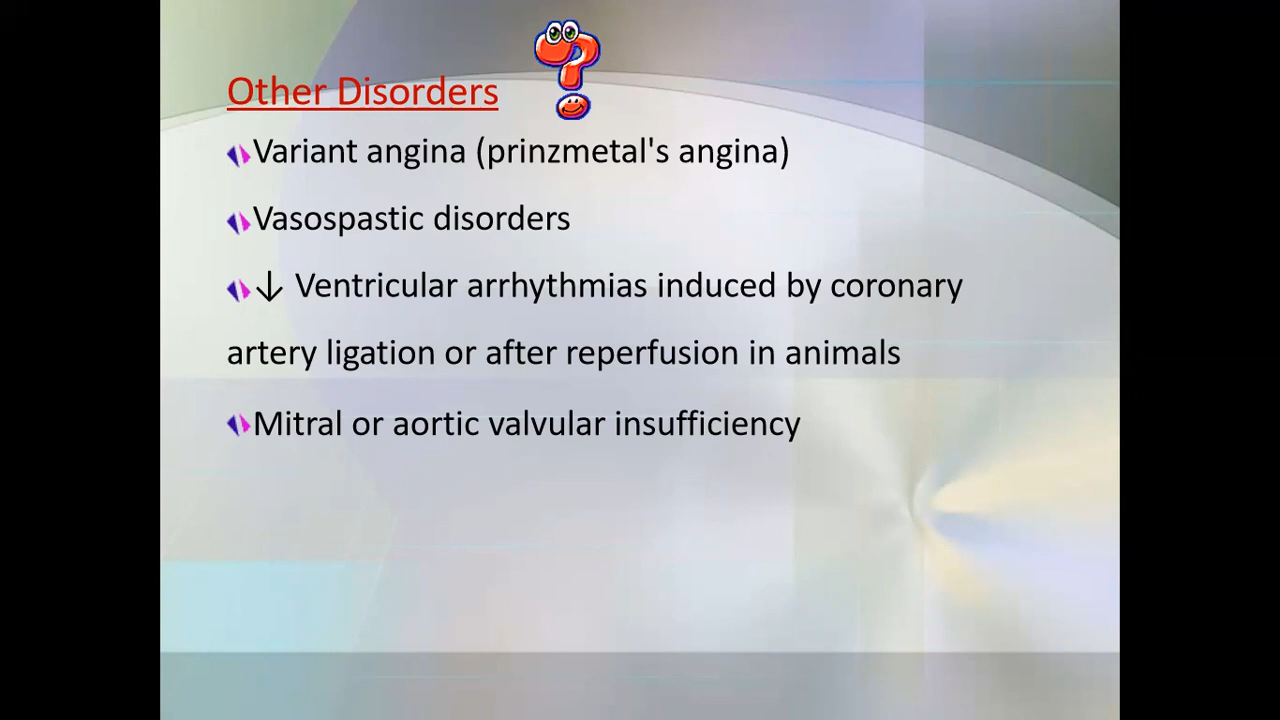 Other Disorders
Variant angina (prinzmetal's angina)
Vasospastic disorders
↓ Ventricular arrhythmias induced by coronary
artery ligation or after reperfusion in animals
Mitral or aortic valvular insufficiency